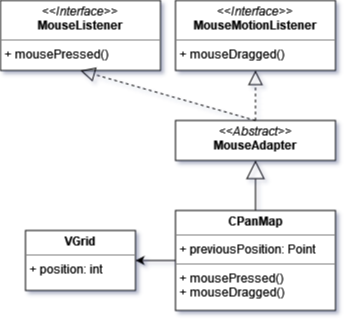 <<Interface>>
MouseListener
+ mousePressed()
<<Interface>>
MouseMotionListener
+ mouseDragged()
<<Abstract>>
MouseAdapter
CPanMap
+ previousPosition: Point
+ mousePressed()
+ mouseDragged()
VGrid
+ position: int